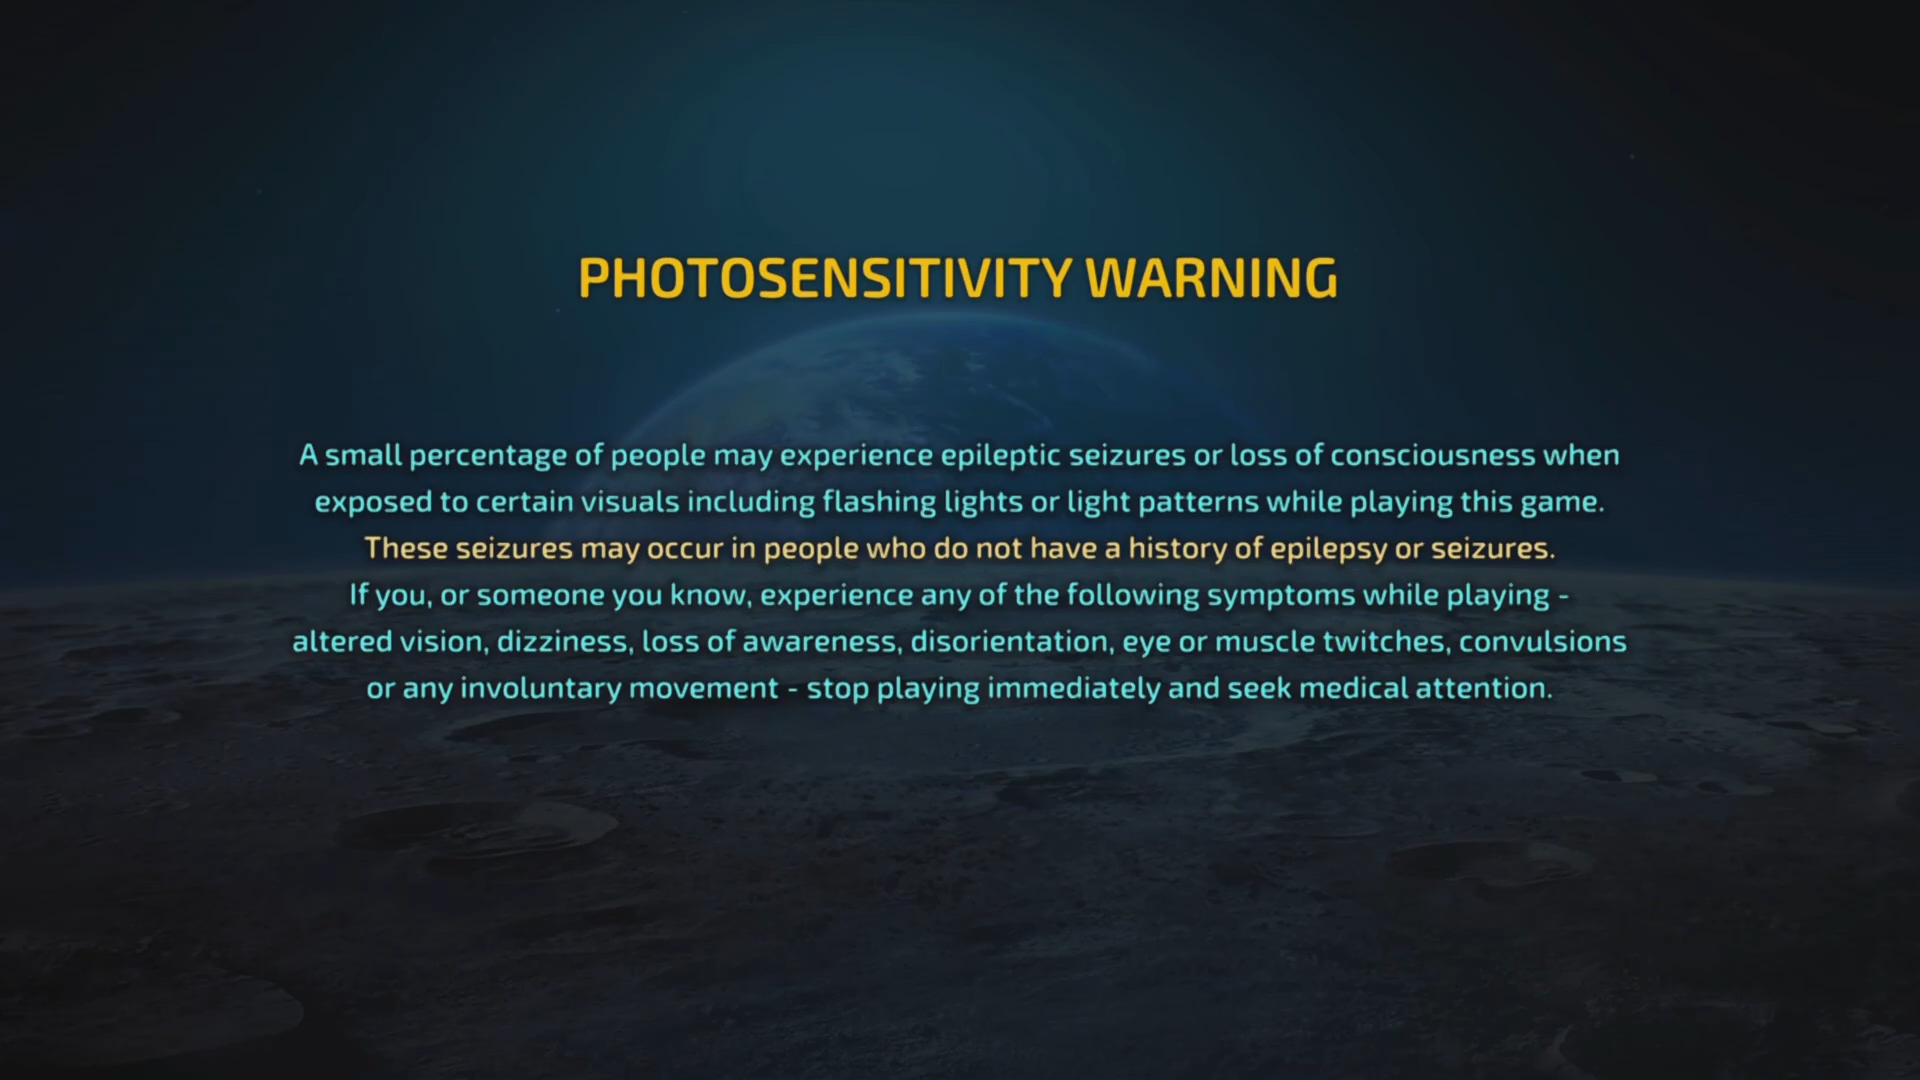 PHOTOSENSITIVITY WARNING
A small percentage of people may experience epileptic seizures or loss of consciousness when
exposed to certain visuals including flashing lights or light patterns while playing this game.
These seizures may occur in people who do not have a history of epilepsy or seizures.
If you, or someone you know, experience any of the following symptoms while playing -
altered vision, dizziness, loss of awareness, disorientation, eye or muscle twitches, convulsions
or any involuntary movement - stop playing immediately and seek medical attention.